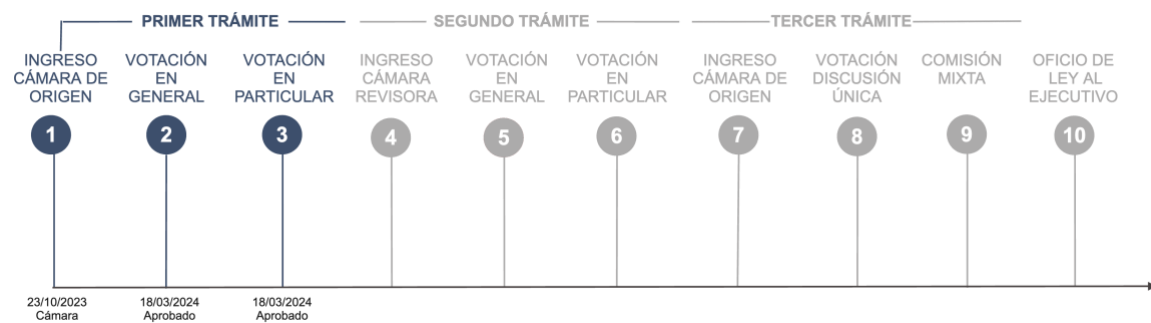 PRIMER TRÁMITE
SEGUNDO TRÁMITE
TERCER TRÁMITE
INGRESO
CÁMARA DE
ORIGEN
VOTACIÓN
EN
GENERAL
VOTACIÓN
EN
PARTICULAR
INGRESO
CÁMARA
REVISORA
VOTACIÓN
EN
GENERAL
VOTACIÓN
EN
PARTICULAR
INGRESO
CÁMARA DE
ORIGEN
VOTACIÓN
DISCUSIÓN
ÚNICA
COMISIÓN
MIXTA
OFICIO DE
LEY AL
EJECUTIVO
1
2
3
4
5
6
7
8
9
10
23/10/2023
Cámara
18/03/2024
Aprobado
18/03/2024
Aprobado